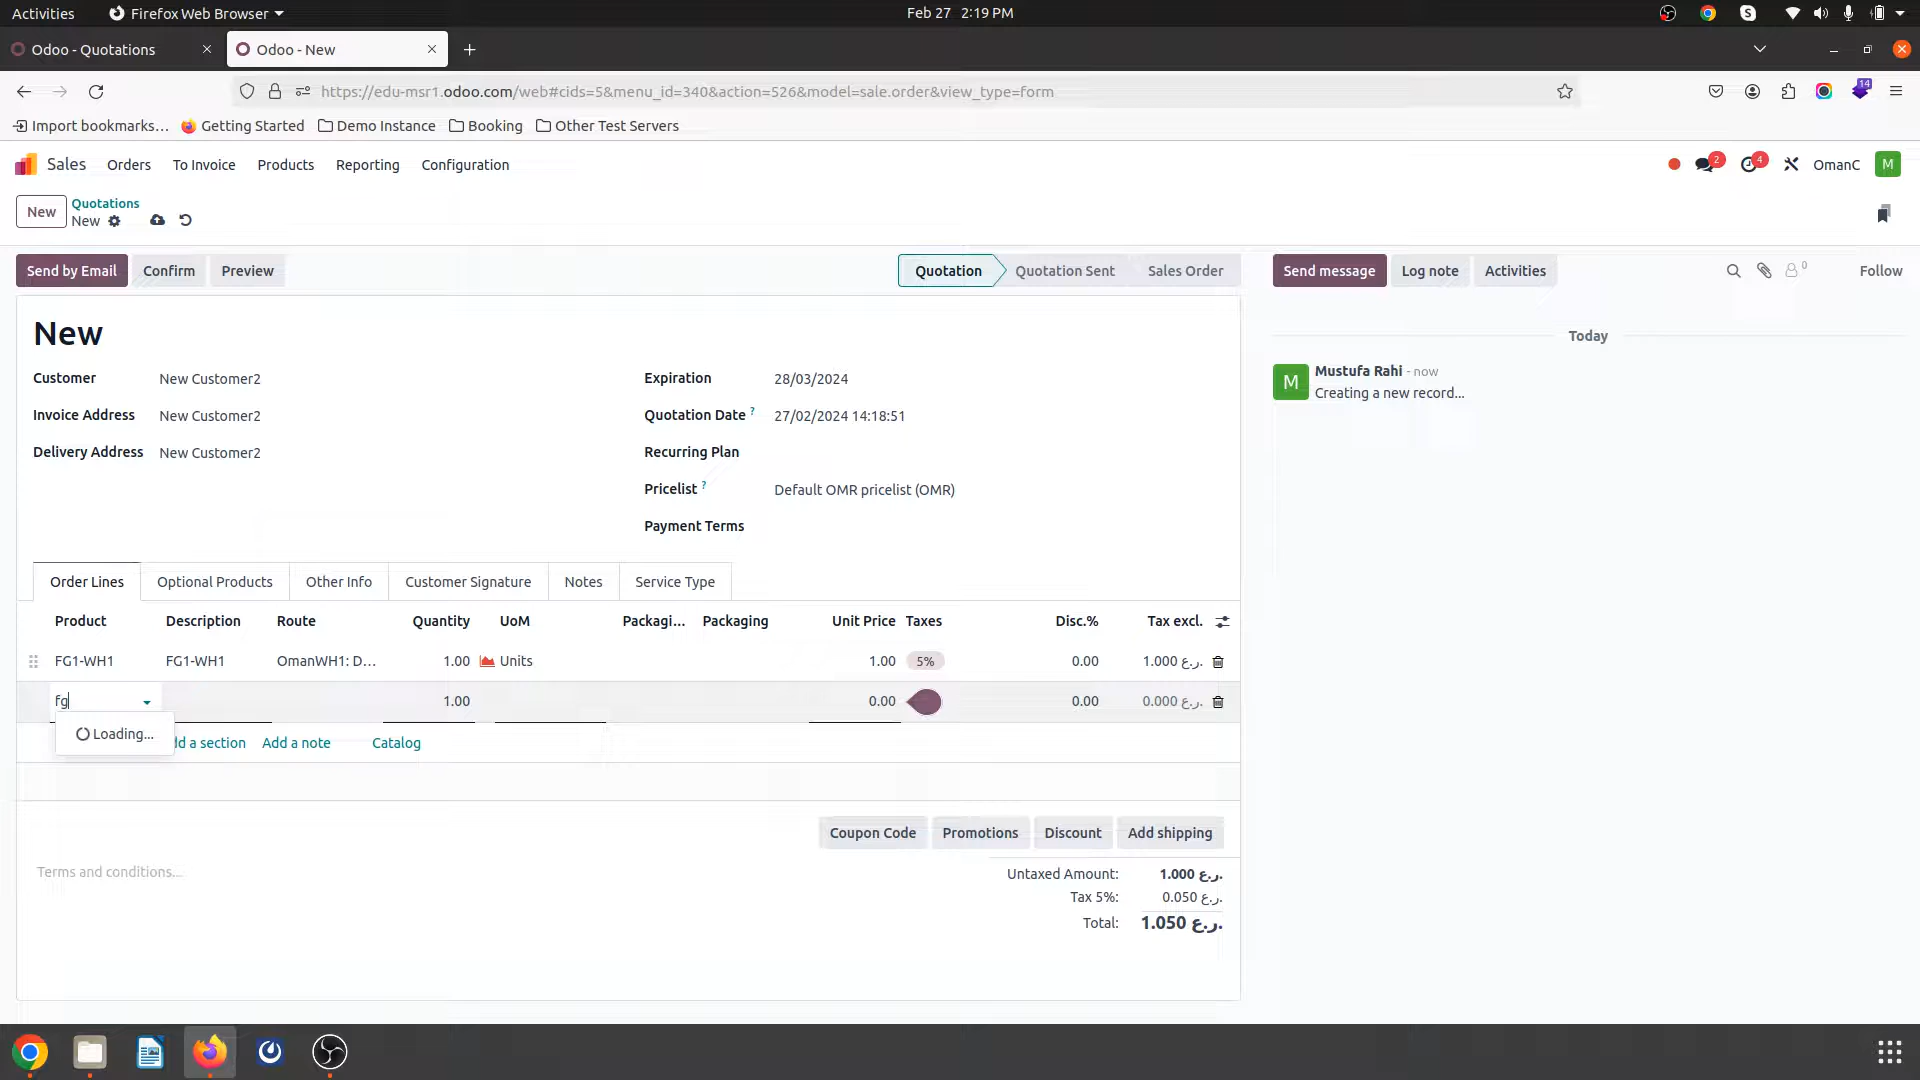 Activities
Firefox Web Browser
Feb 27 2:19 PM
Odoo - Quotations
Odoo - New
https://edu-msr1.odoo.com/web#cids=5&menu_id=340&action=526&model=sale.order&view_type=form
14
Import bookmarks...
Getting Started
Demo Instance
Booking
Other Test Servers
Sales
Orders
To Invoice
Products
Reporting
Configuration
2
4
OmanC
M
New
Quotations
New
Send by Email
Confirm
Preview
Quotation
Quotation Sent
Sales Order
Send message
Log note
Activities
0
Follow
New
Today
Customer
New Customer2
Expiration
28/03/2024
M
Mustufa Rahi - now
Creating a new record...
Invoice Address
New Customer2
Quotation Date ?
27/02/2024 14:18:51
Delivery Address
New Customer2
Recurring Plan
Pricelist ?
Default OMR pricelist (OMR)
Payment Terms
Order Lines
Optional Products
Other Info
Customer Signature
Notes
Service Type
Product
Description
Route
Quantity
UoM
Packagi...
Packaging
Unit Price
Taxes
Disc.%
Tax excl.
FG1-WH1
FG1-WH1
OmanWH1: D...
1.00
Units
1.00
5%
0.00
1.000 ر.ع.
fg
1.00
0.00
0.00
0.000 ر.ع.
Loading...
dd a section
Add a note
Catalog
Coupon Code
Promotions
Discount
Add shipping
Terms and conditions...
Untaxed Amount:
1.000 ر.ع.
Tax 5%:
0.050 ر.ع.
Total:
1.050 ر.ع.